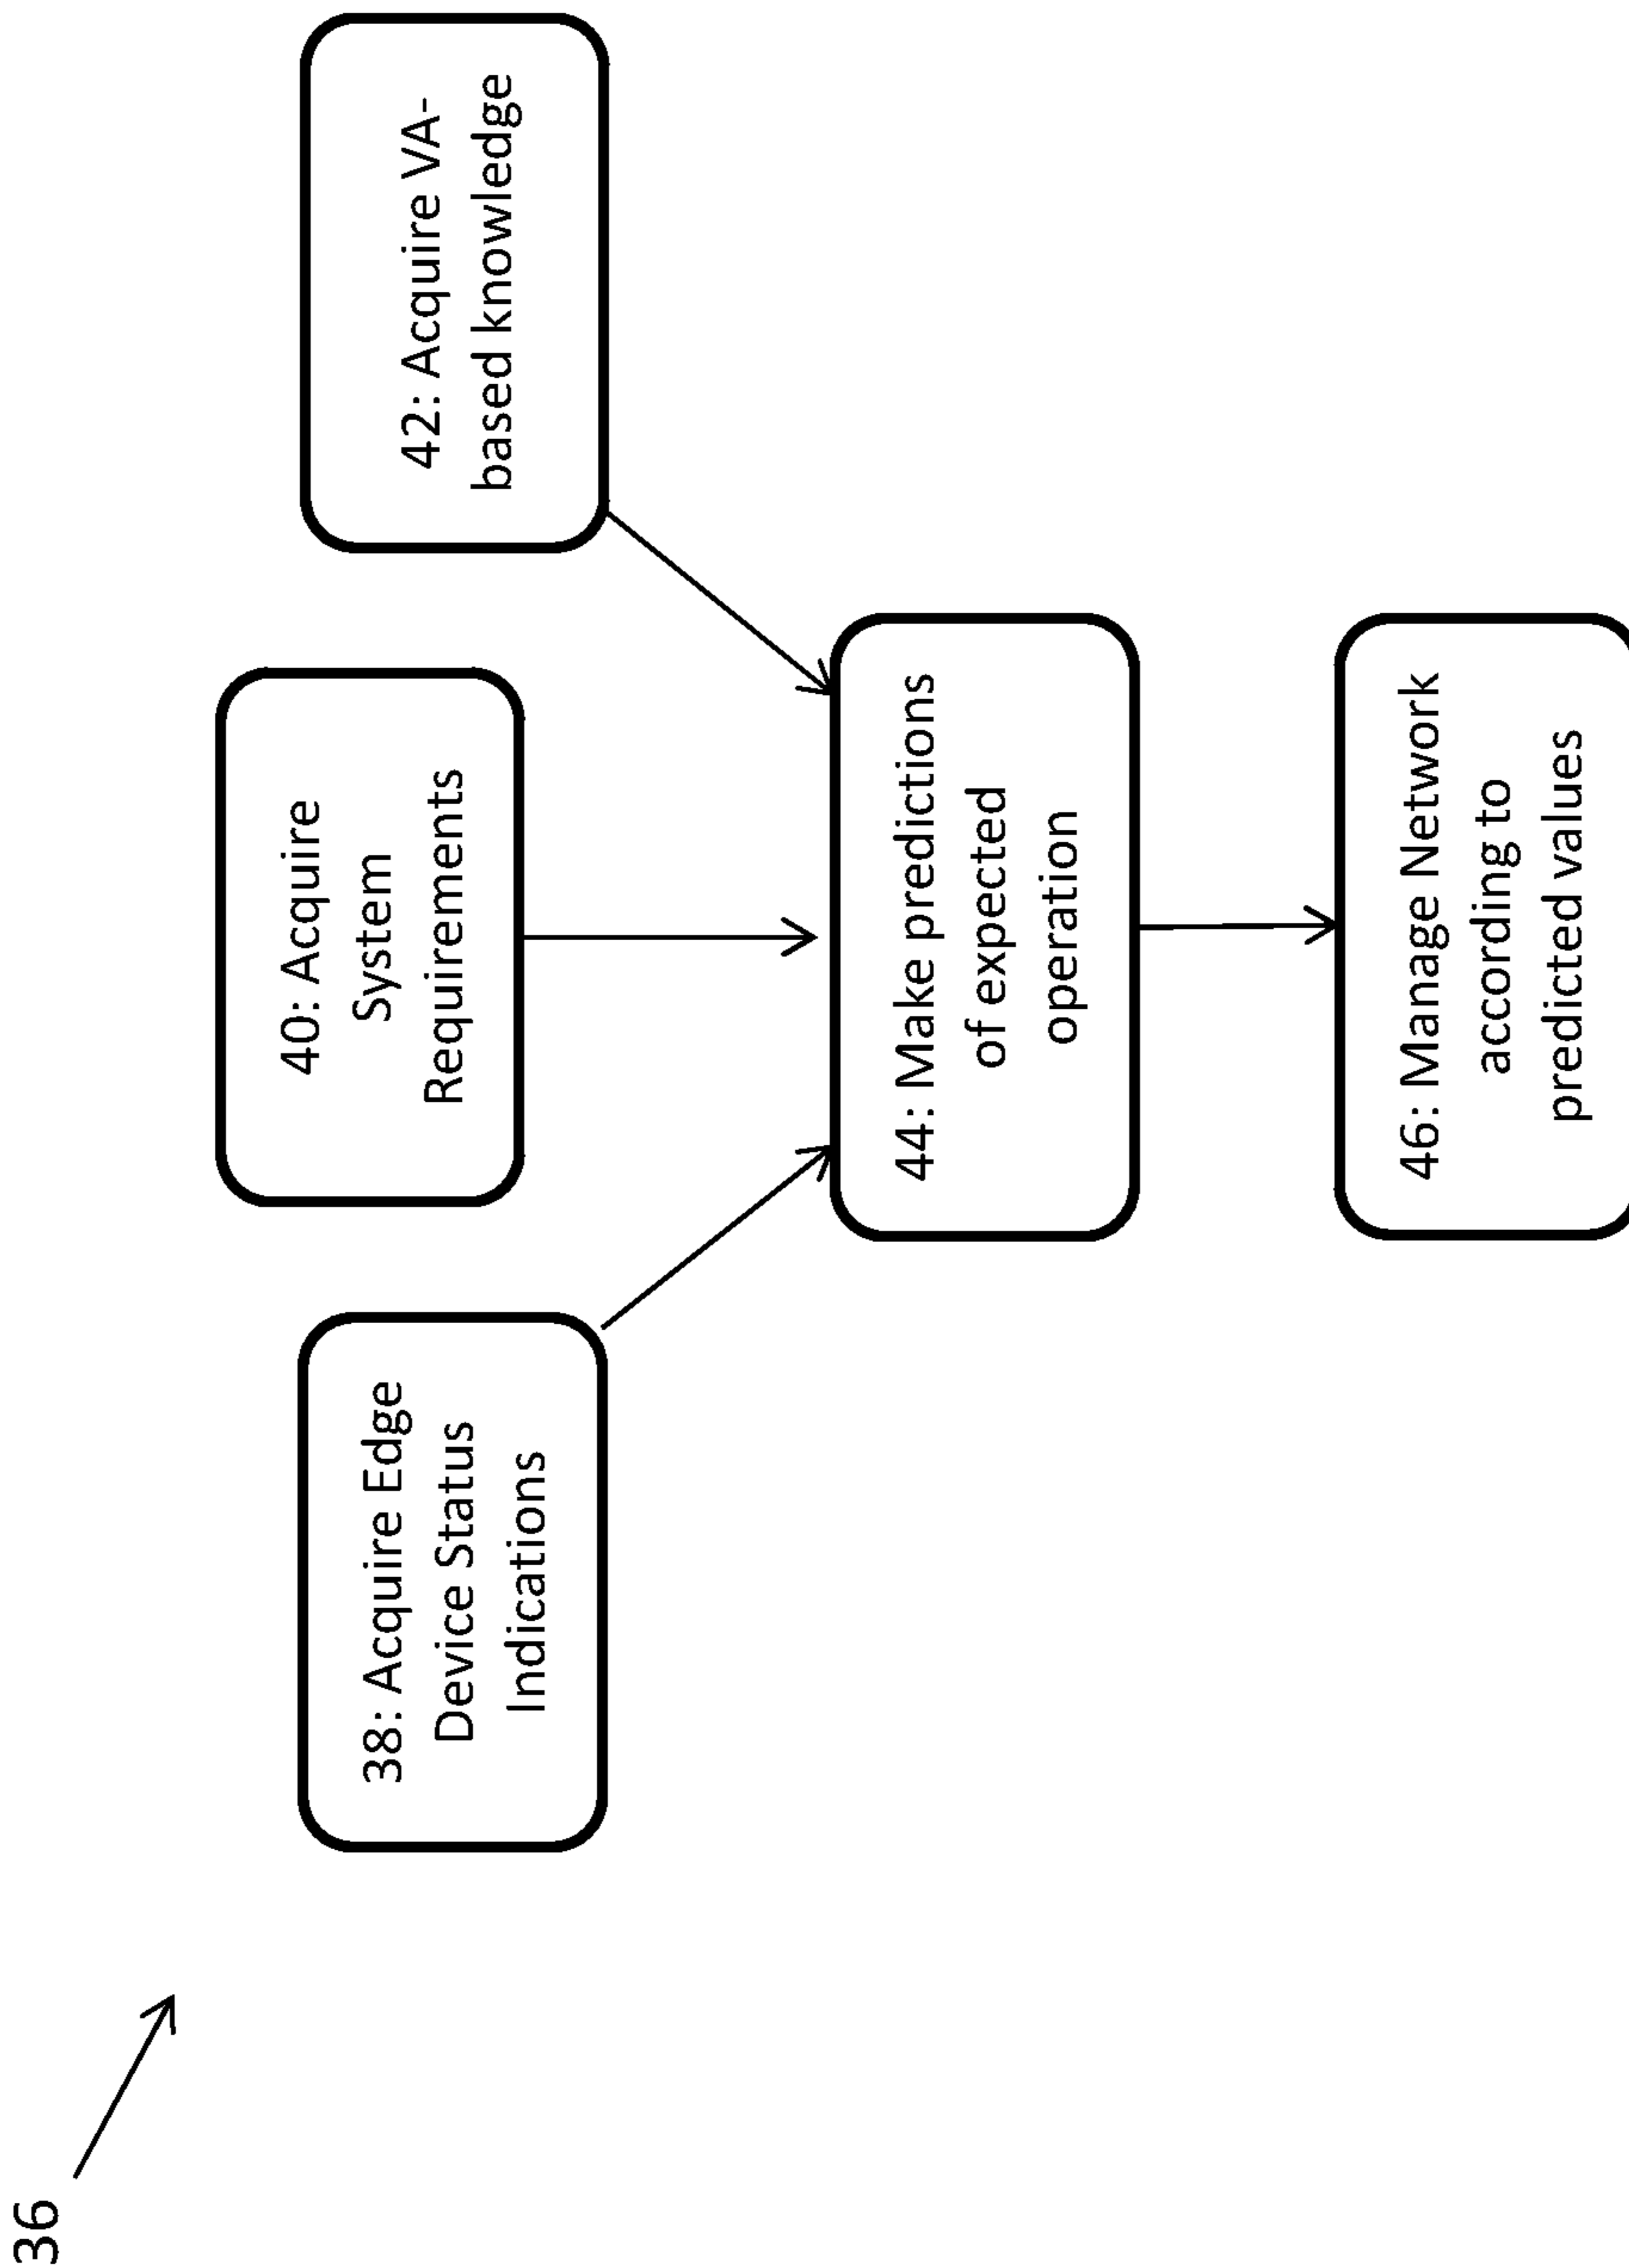 36
38: Acquire Edge
Device Status
Indications
40: Acquire
System
Requirements
42: Acquire VA-
based knowledge
44: Make predictions
of expected
operation
46: Manage Network
according to
predicted values